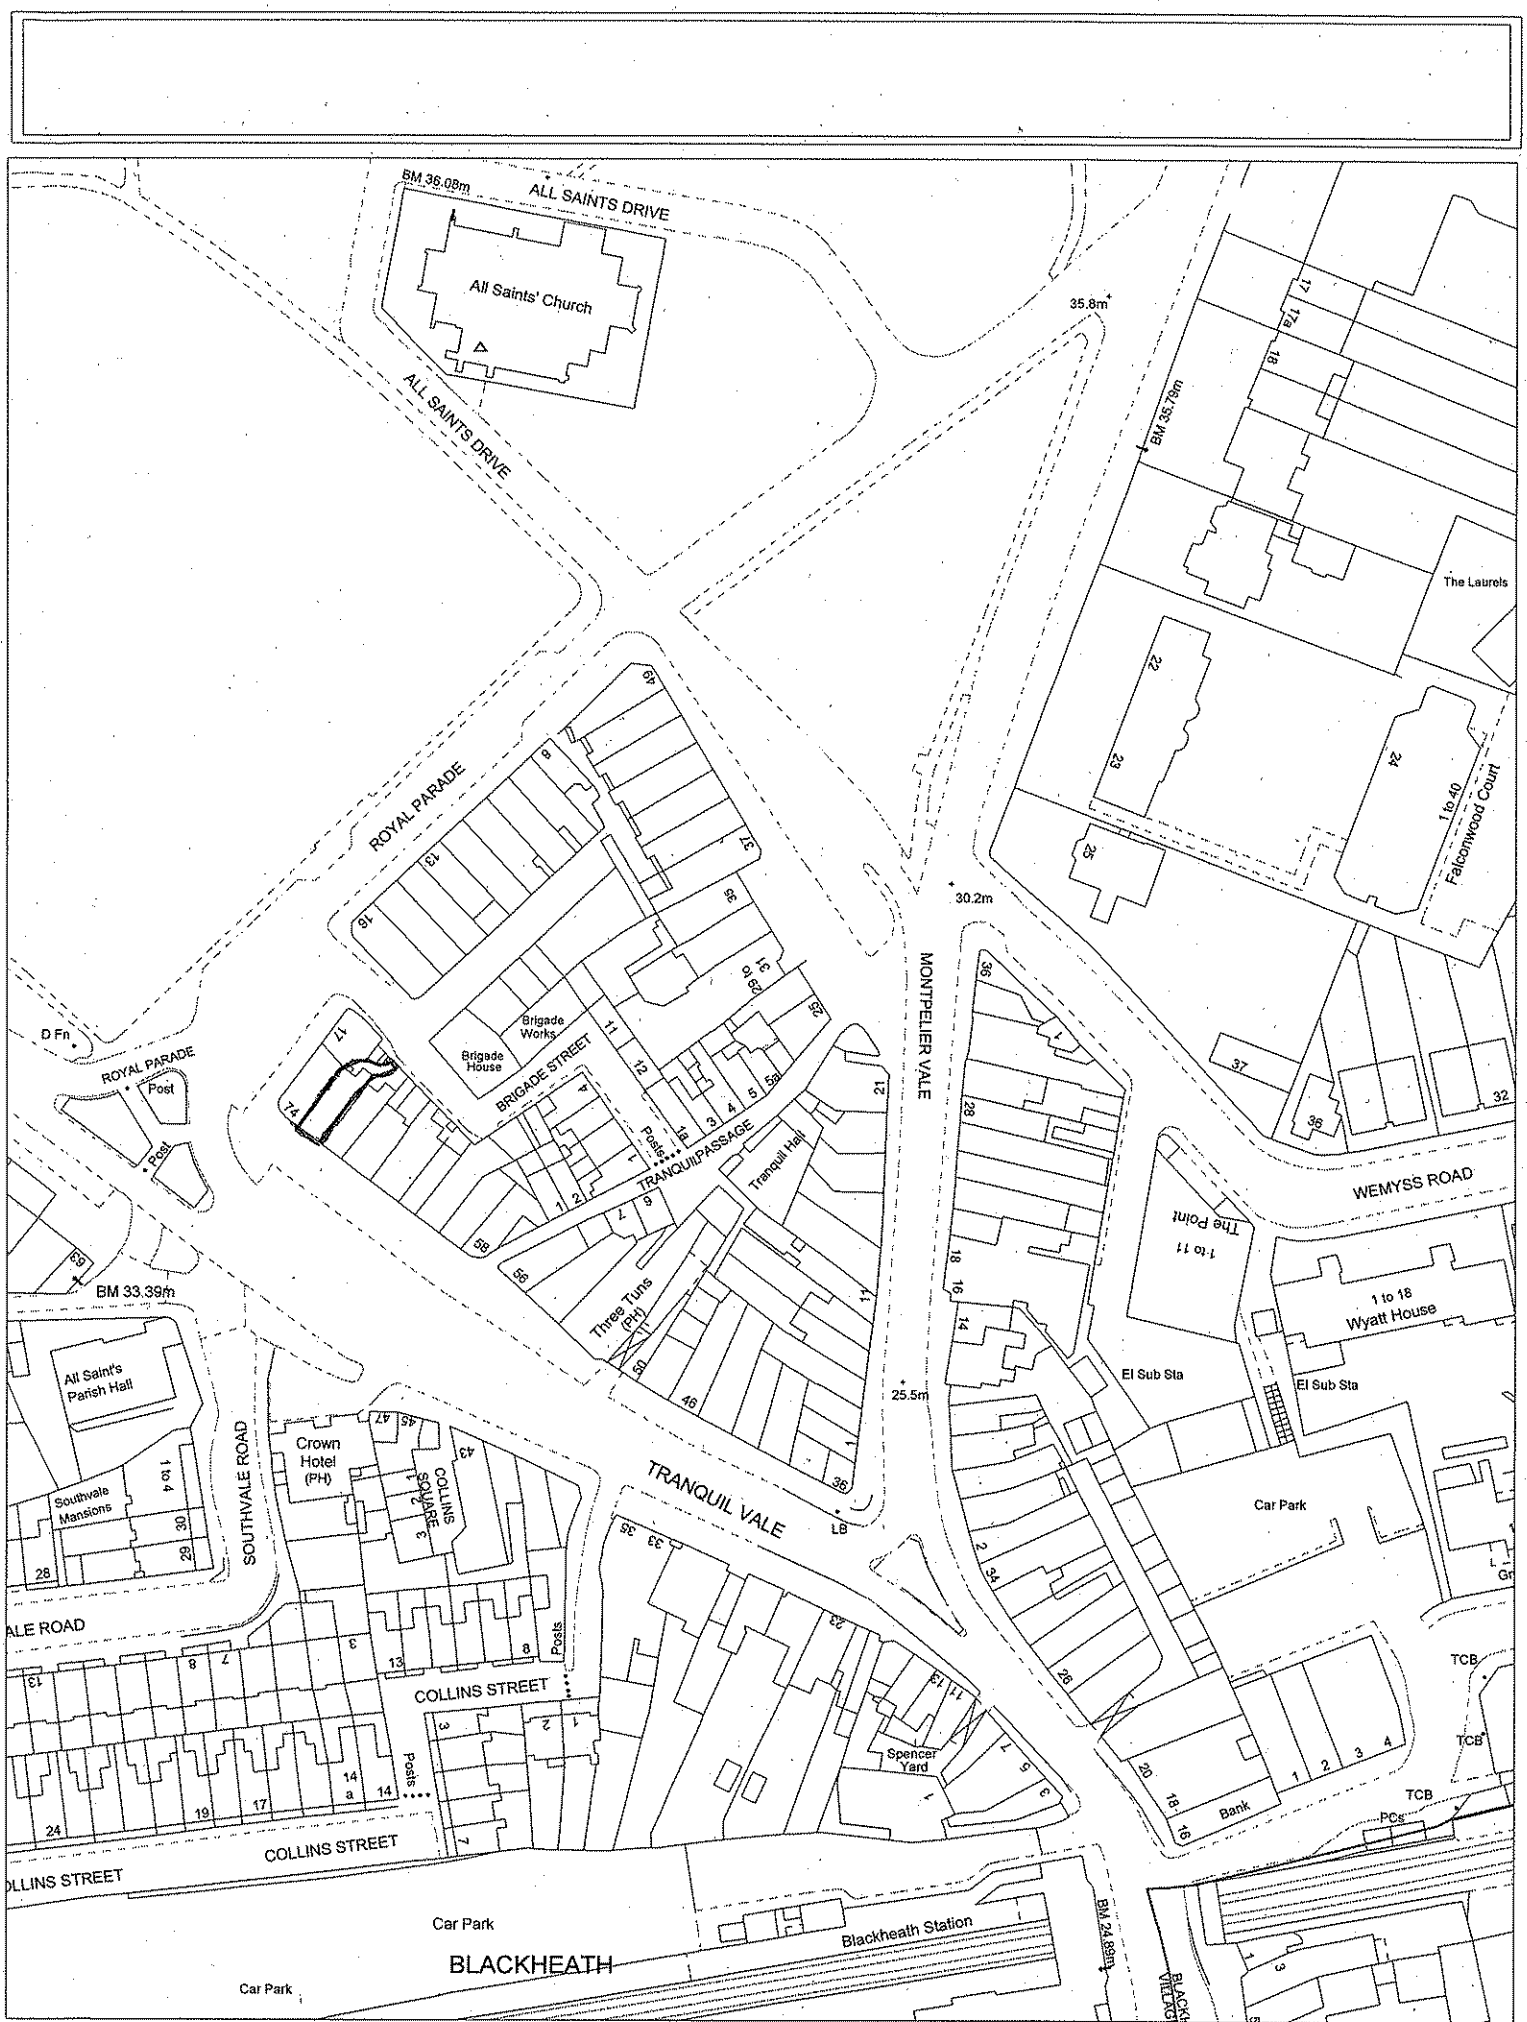 BM 36.08m
ALL SAINTS DRIVE
All Saints' Church
35.8m
17
17a
18
BM 35.79m
ALL SAINTS DRIVE
The Laurels
22
49
23
24
1 to 40
Falconwood Court
8
ROYAL PARADE
37
13
25
35
30.2m
16
MONTPELIER VALE
36
29 to 31
25
D Fn
17
Brigade
Works
11
Brigade
House
BRIGADE STREET
12
1
37
ROYAL PARADE
Post
4
5a
5
4
3
1a
21
28
36
32
74
Posts
TRANQUIL PASSAGE
Tranquil Hall
Post
1
WEMYSS ROAD
1
2
6
7
The Point
1 to 11
58
63
56
18
BM 33.39m
16
11
Three Tuns
(PH)
14
1 to 18
Wyatt House
50
All Saint's
Parish Hall
El Sub Sta
El Sub Sta
25.5m
46
47
45
43
Crown
Hotel
(PH)
1
COLLINS
SQUARE
2
3
1
36
SOUTHVALE ROAD
1 to 4
Southvale
Mansions
30
29
28
TRANQUIL VALE
LB
Car Park
35
33
2
34
Gr
ALE ROAD
3
8
7
13
8
Posts
23
13
13
11
26
TCB
COLLINS STREET
3
2
1
TCB
Spencer
Yard
1
7
5
3
20
18
16
Bank
1
2
3
4
TCB
PCs
24
19
17
14
a
14
Posts
7
COLLINS STREET
OLLINS STREET
Car Park
Blackheath Station
BM 24.89m
BLACKHEATH
Car Park
1
3
BLACKH
VILLAG
5